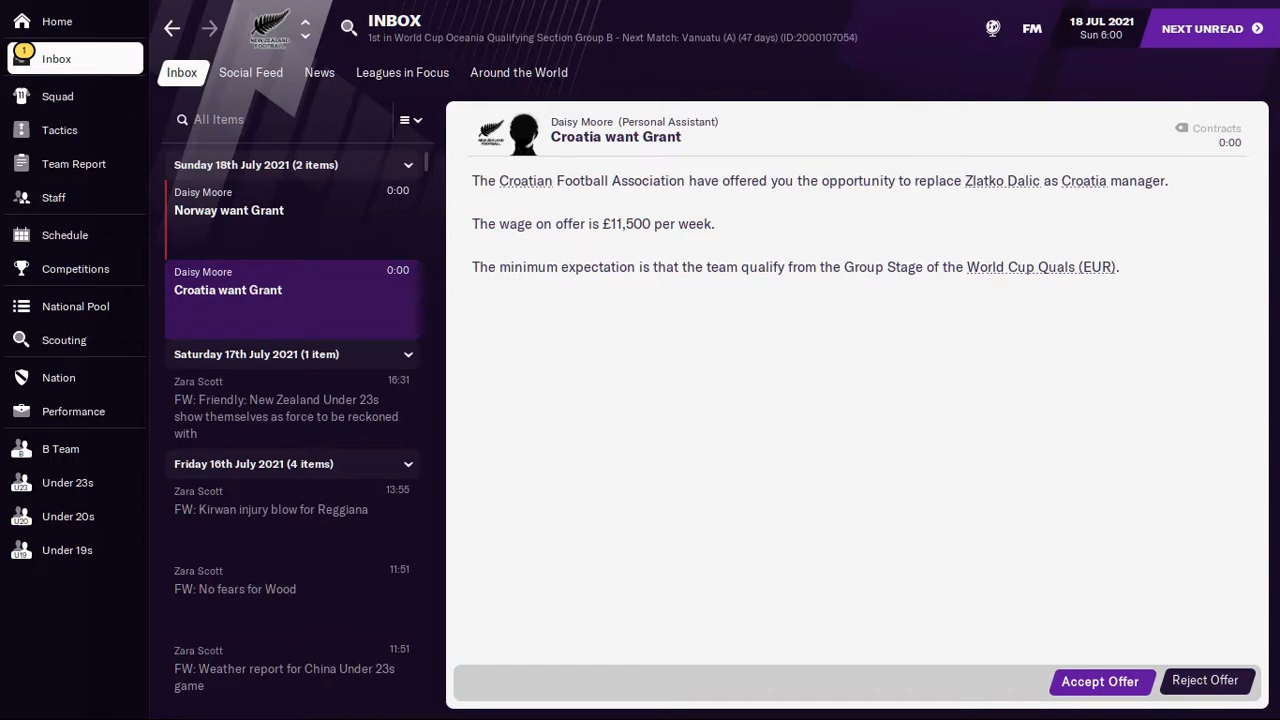 Home
Inbox
1
Squad
11
Tactics
Team Report
Staff
Schedule
Competitions
National Pool
Scouting
Nation
Performance
B Team
B
Under 23s
U23
Under 20s
U20
Under 19s
U19
NEW ZEALAND
FOOTBALL
INBOX
1st in World Cup Oceania Qualifying Section Group B - Next Match: Vanuatu (A) (47 days) (ID:2000107054)
FM
18 JUL 2021
Sun 6:00
NEXT UNREAD
Inbox
Social Feed
News
Leagues in Focus
Around the World
All Items
Sunday 18th July 2021 (2 items)
Daisy Moore 0:00
Norway want Grant
Daisy Moore 0:00
Croatia want Grant
Saturday 17th July 2021 (1 item)
Zara Scott 16:31
FW: Friendly: New Zealand Under 23s
show themselves as force to be reckoned
with
Friday 16th July 2021 (4 items)
Zara Scott 13:55
FW: Kirwan injury blow for Reggiana
Zara Scott 11:51
FW: No fears for Wood
Zara Scott 11:51
FW: Weather report for China Under 23s
game
Daisy Moore (Personal Assistant)
Croatia want Grant
Contracts
0:00
The Croatian Football Association have offered you the opportunity to replace Zlatko Dalic as Croatia manager.
The wage on offer is £11,500 per week.
The minimum expectation is that the team qualify from the Group Stage of the World Cup Quals (EUR).
Accept Offer
Reject Offer